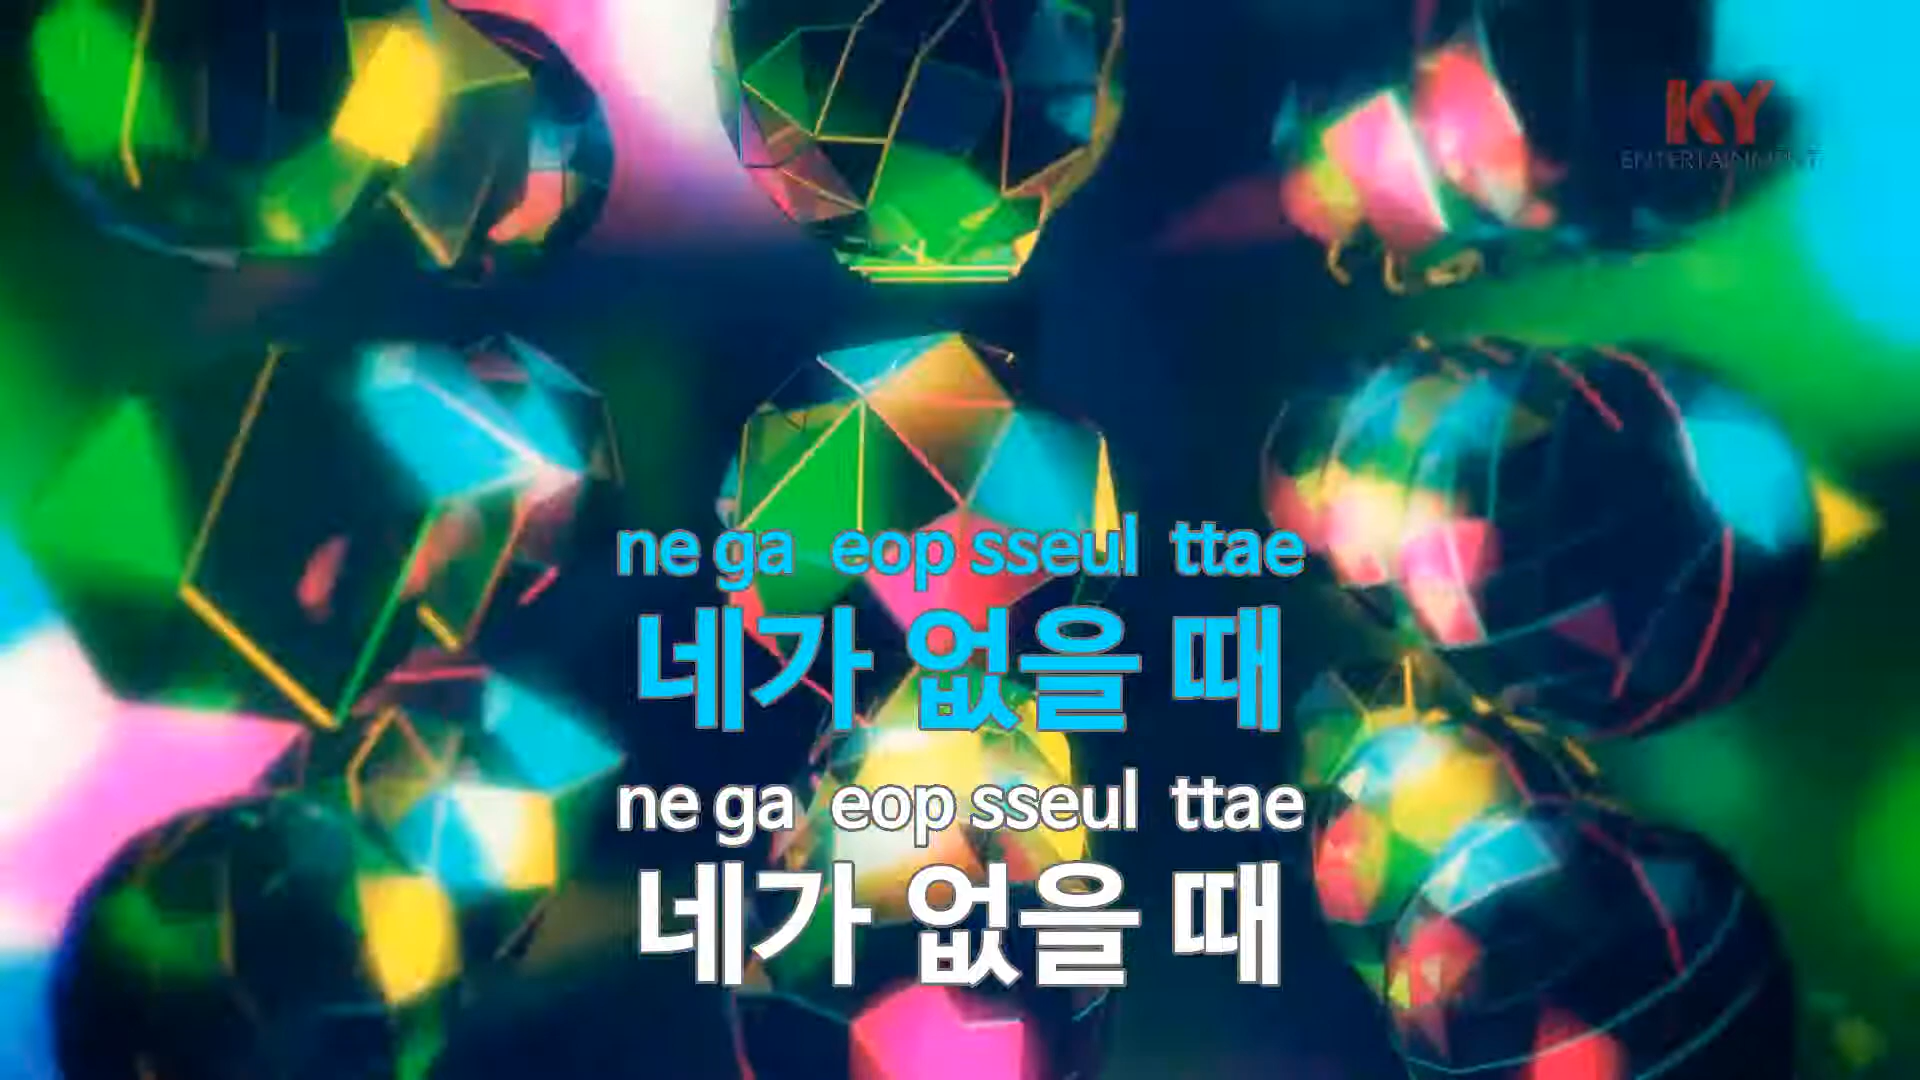 KY
ENTERTAINMENT
ne ga eop sseul ttae
네가 없을 때
ne ga eop sseul ttae
네가 없을 때